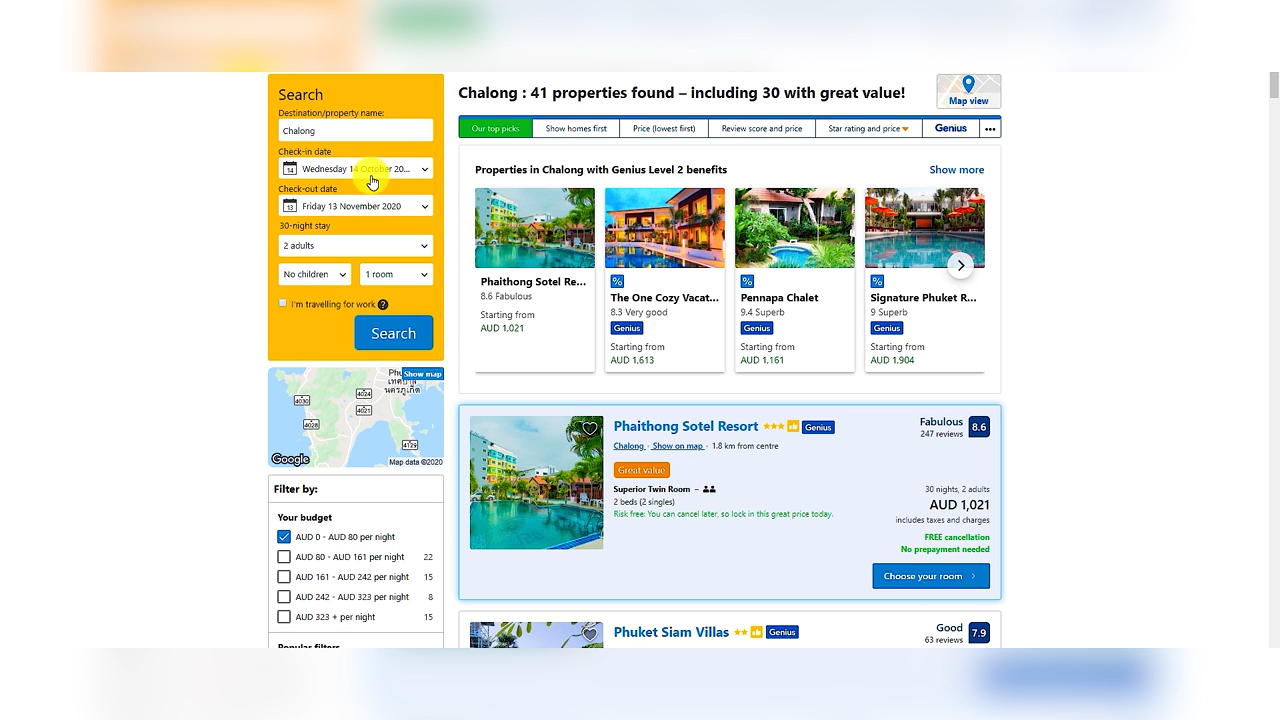 Search
Destination/property name:
Chalong
Check-in date
14 Wednesday 14 October 20...
Check-out date
13 Friday 13 November 2020
30-night stay
2 adults
No children
1 room
I'm travelling for work ?
Search
Show map
4030
4024
4021
4028
4129
Google
Map data ©2020
Filter by:
Your budget
AUD 0 - AUD 80 per night
AUD 80 - AUD 161 per night 22
AUD 161 - AUD 242 per night 15
AUD 242 - AUD 323 per night 8
AUD 323 + per night 15
Popular filters
Chalong : 41 properties found – including 30 with great value!
Map view
Our top picks
Show homes first
Price (lowest first)
Review score and price
Star rating and price
Genius
•••
Properties in Chalong with Genius Level 2 benefits
Show more
Phaithong Sotel Re...
8.6 Fabulous
Starting from
AUD 1,021
%
The One Cozy Vacat...
8.3 Very good
Genius
Starting from
AUD 1,613
%
Pennapa Chalet
9.4 Superb
Genius
Starting from
AUD 1,161
%
Signature Phuket R...
9 Superb
Genius
Starting from
AUD 1,904
Phaithong Sotel Resort Genius
Chalong · Show on map · 1.8 km from centre
Great value
Superior Twin Room –
2 beds (2 singles)
Risk free: You can cancel later, so lock in this great price today.
Fabulous 8.6
247 reviews
30 nights, 2 adults
AUD 1,021
includes taxes and charges
FREE cancellation
No prepayment needed
Choose your room
Phuket Siam Villas Genius
Good 7.9
63 reviews